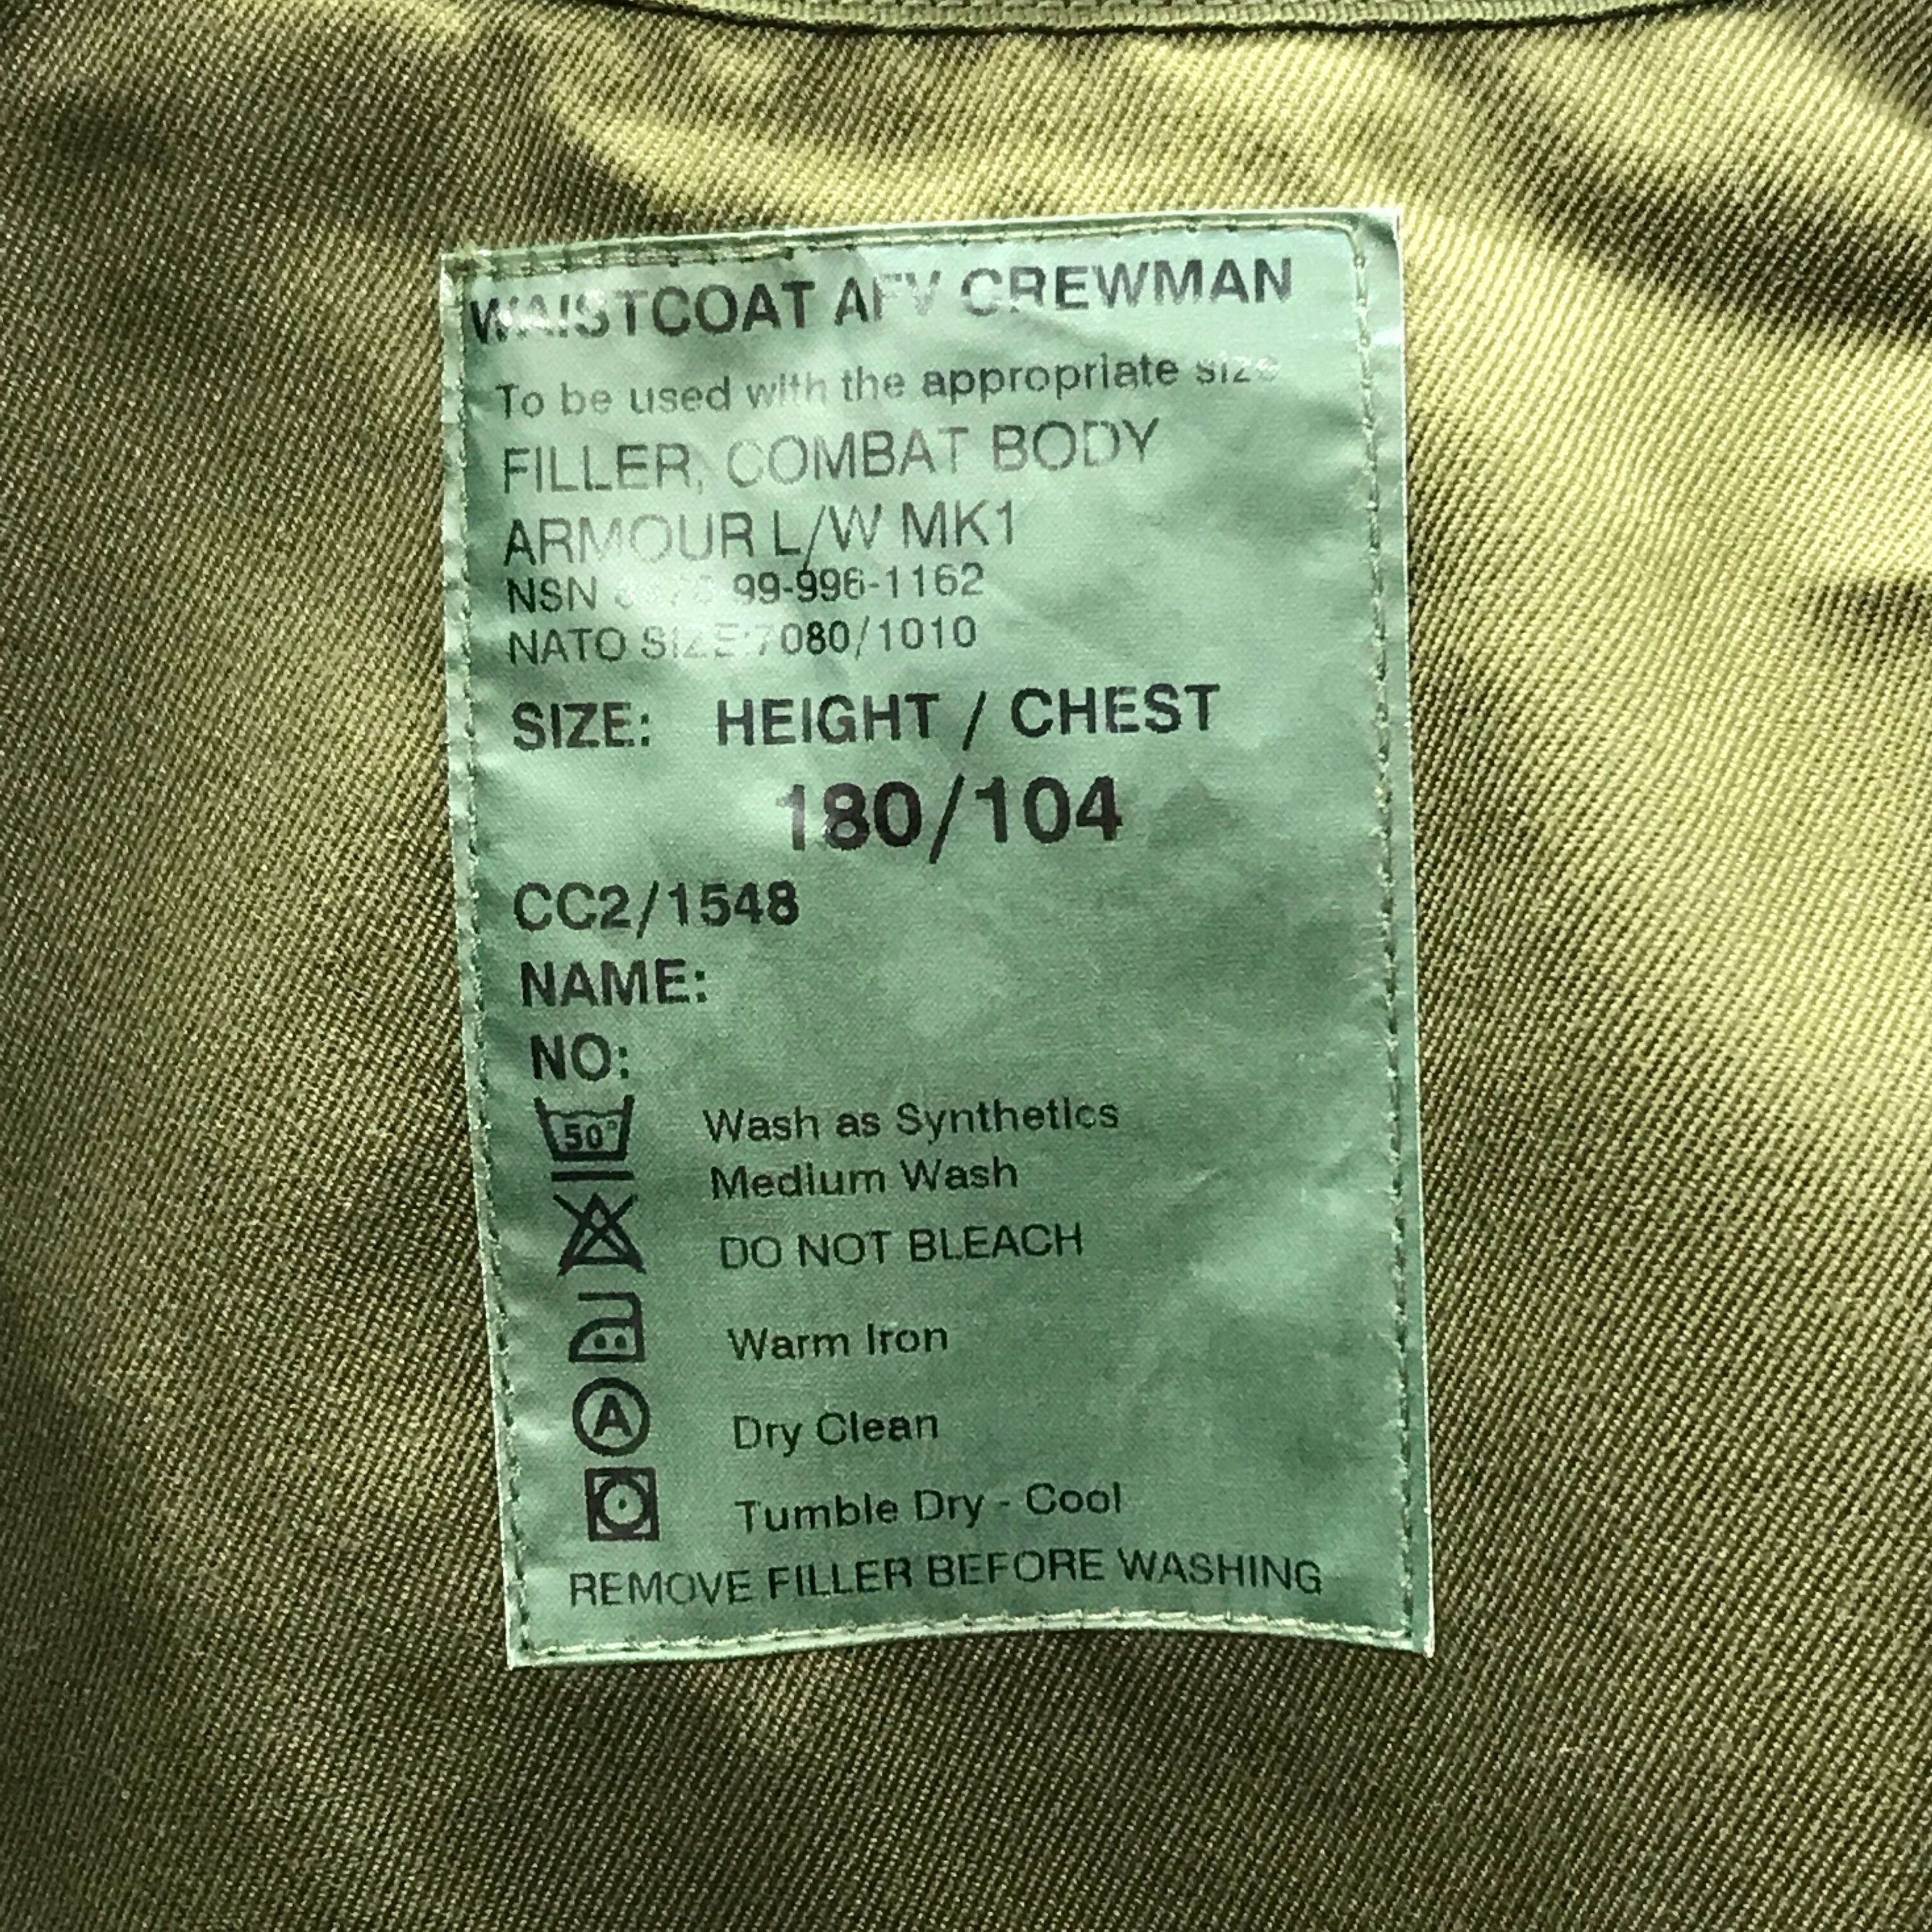 WAISTCOAT AFV CREWMAN
To be used with the appropriate size
FILLER, COMBAT BODY
ARMOUR L/W MK1
NSN 99-996-1162
NATO SIZE:7080/1010
SIZE: HEIGHT / CHEST
180/104
CC2/1548
NAME:
NO:
50° Wash as Synthetics
Medium Wash
DO NOT BLEACH
Warm Iron
A Dry Clean
Tumble Dry - Cool
REMOVE FILLER BEFORE WASHING